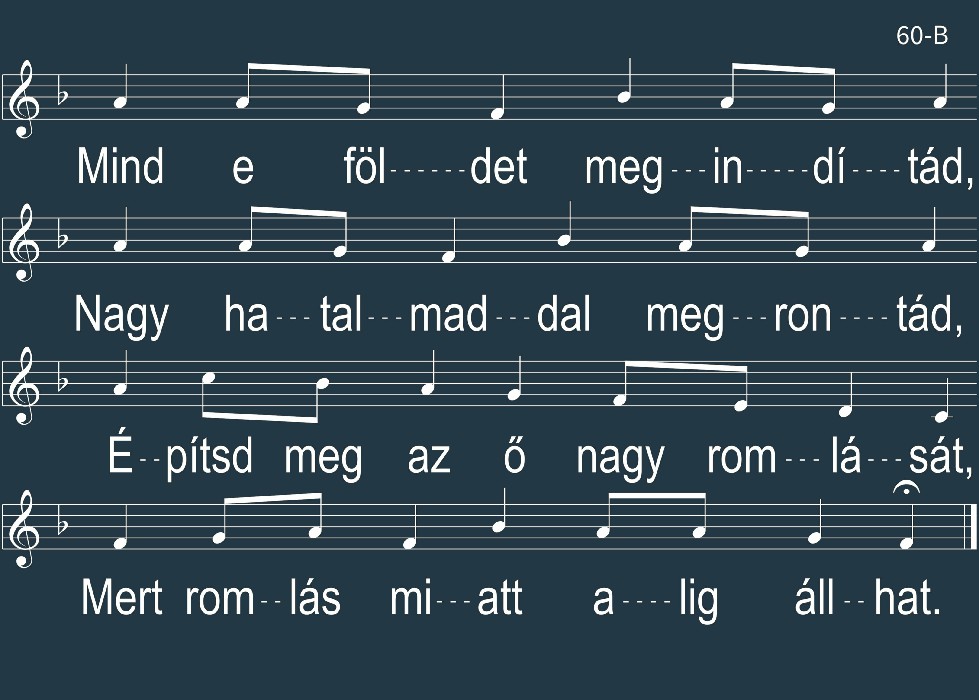 60-B
Mind e föl------det meg---in-----dí----tád,
Nagy ha---tal---mad---dal meg---ron----tád,
É--pítsd meg az ő nagy rom---lá---sát,
Mert rom--lás mi---att a----lig áll--hat.